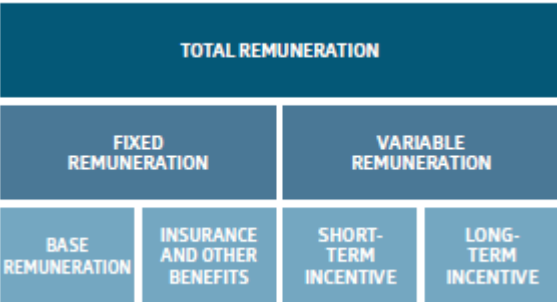 TOTAL REMUNERATION
FIXED
REMUNERATION
VARIABLE
REMUNERATION
BASE
REMUNERATION
INSURANCE
AND OTHER
BENEFITS
SHORT-
TERM
INCENTIVE
LONG-
TERM
INCENTIVE